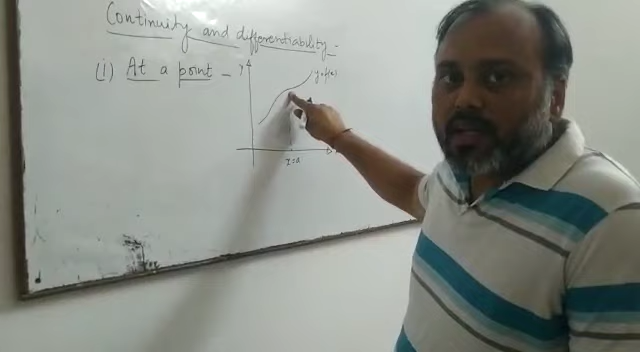 Continuity and differentiability -
(i) At a point -
y
y=f(x)
x=a